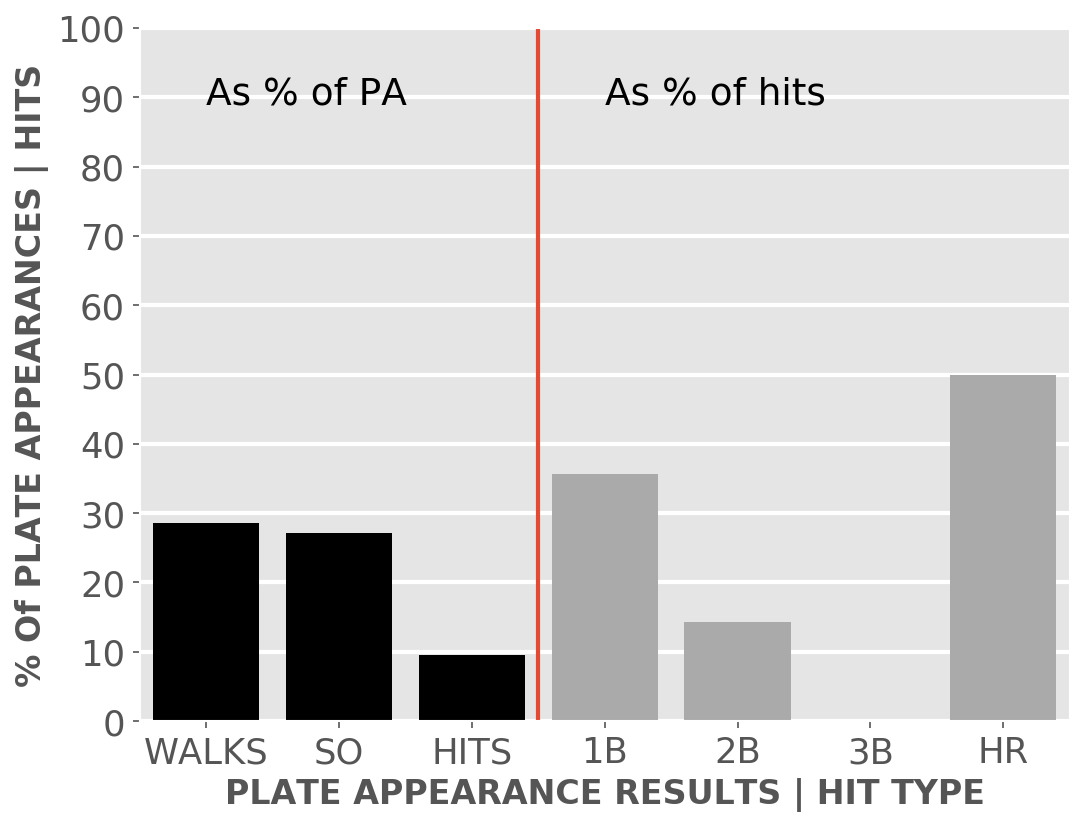 % Of PLATE APPEARANCES | HITS
100
90
80
70
60
50
40
30
20
10
0
As % of PA
As % of hits
WALKS SO HITS 1B 2B 3B HR
PLATE APPEARANCE RESULTS | HIT TYPE